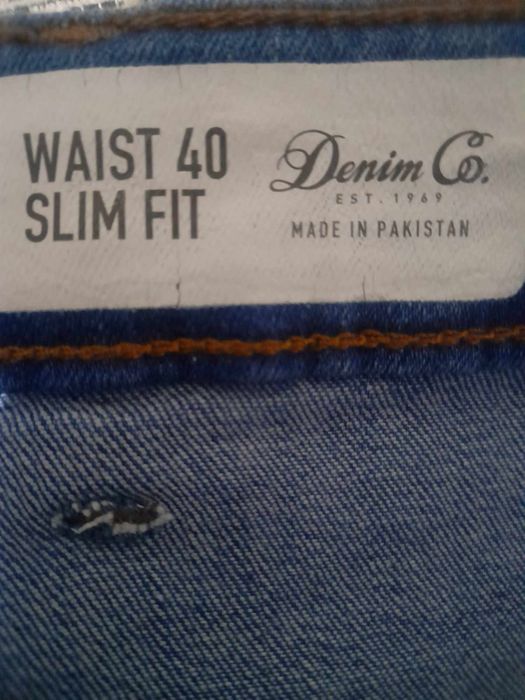 WAIST 40
SLIM FIT
Denim Co.
EST. 1969
MADE IN PAKISTAN